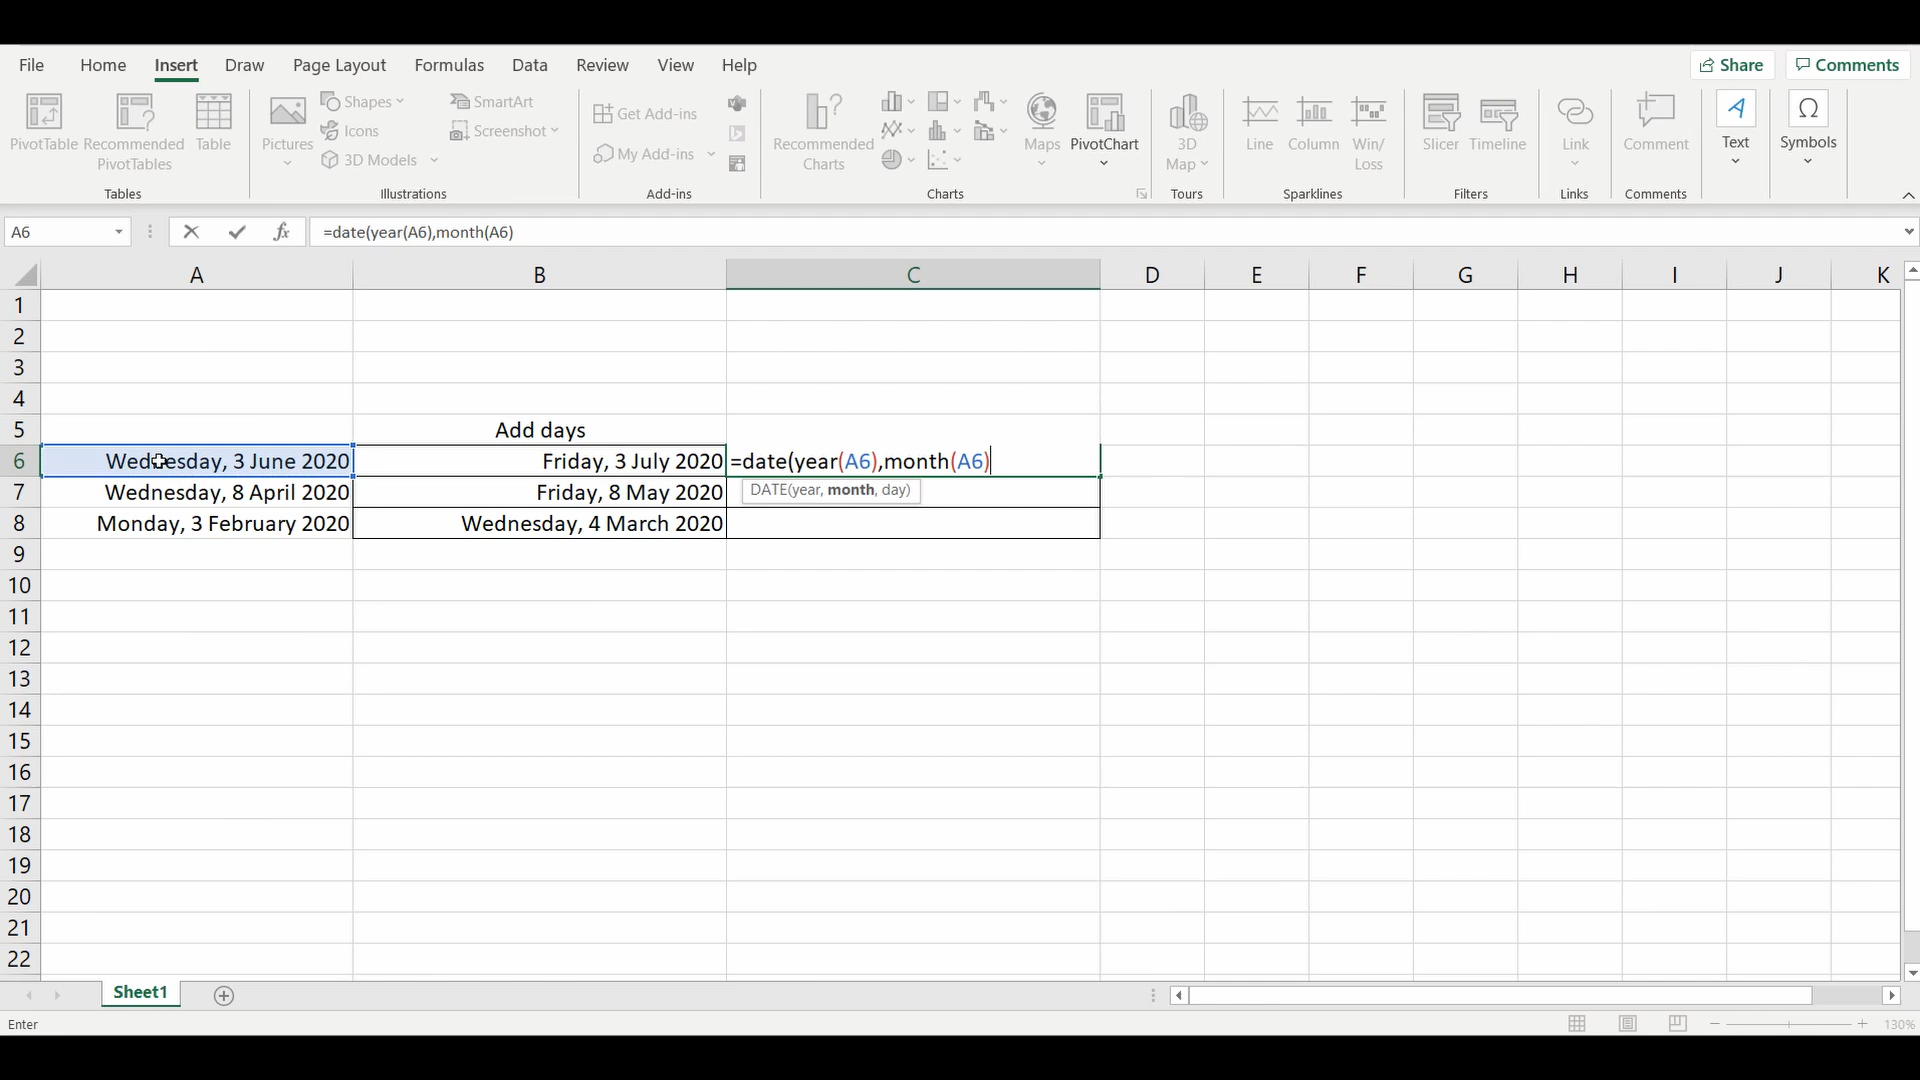 File Home Insert Draw Page Layout Formulas Data Review View Help Share Comments
PivotTable Recommended PivotTables Table
Pictures Shapes Icons 3D Models SmartArt Screenshot
Get Add-ins My Add-ins
Recommended Charts Maps PivotChart
3D Map
Line Column Win/ Loss
Slicer Timeline
Link
Comment
A Text
Ω Symbols
Tables Illustrations Add-ins Charts Tours Sparklines Filters Links Comments
A6 fx =date(year(A6),month(A6)
A B C D E F G H I J K
1
2
3
4
5 Add days
6 Wednesday, 3 June 2020 Friday, 3 July 2020 =date(year(A6),month(A6)
7 Wednesday, 8 April 2020 Friday, 8 May 2020 DATE(year, month, day)
8 Monday, 3 February 2020 Wednesday, 4 March 2020
9
10
11
12
13
14
15
16
17
18
19
20
21
22
Sheet1
Enter 130%